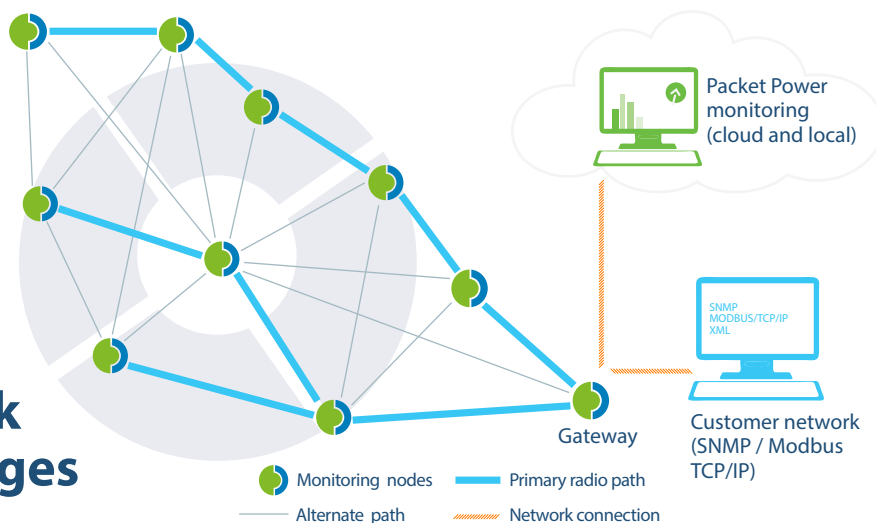 Packet Power
monitoring
(cloud and local)
SNMP
MODBUS/TCP/IP
XML
Gateway
Customer network
(SNMP / Modbus
TCP/IP)
Monitoring nodes
Primary radio path
Alternate path
Network connection